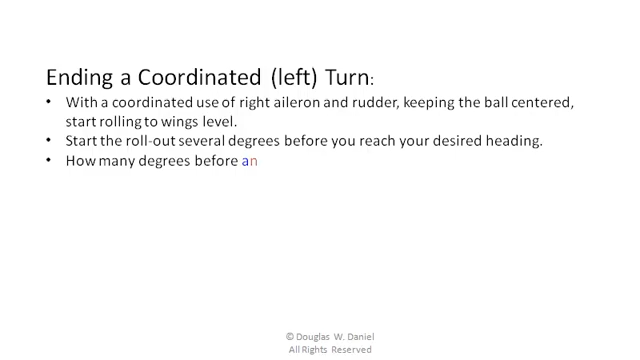 Ending a Coordinated (left) Turn:
• With a coordinated use of right aileron and rudder, keeping the ball centered,
start rolling to wings level.
• Start the roll-out several degrees before you reach your desired heading.
• How many degrees before an
© Douglas W. Daniel
All Rights Reserved